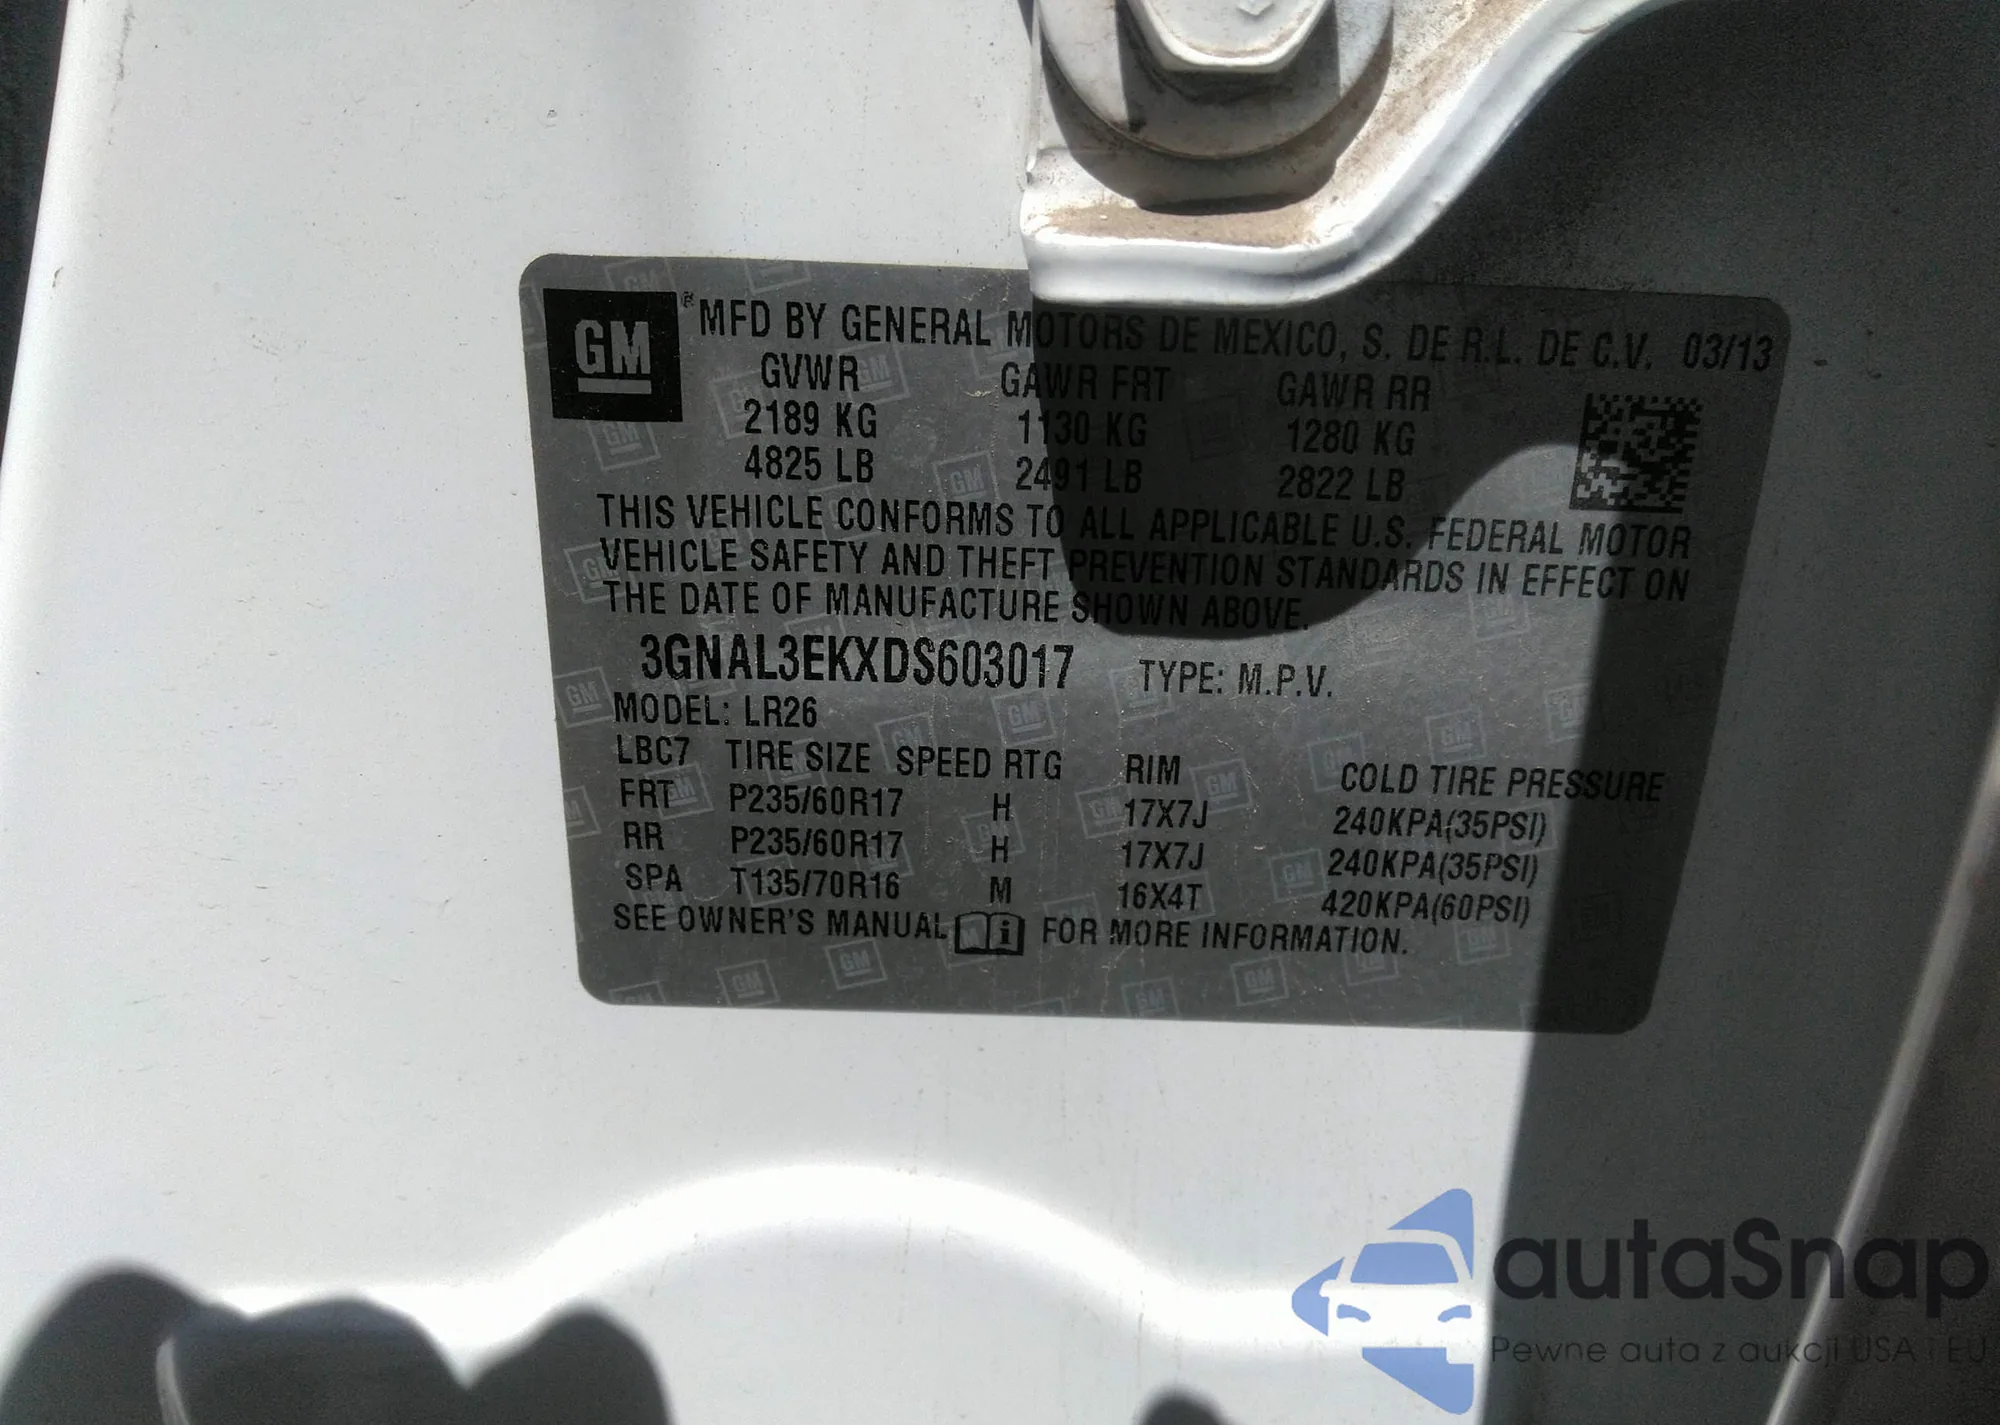 GM ® MFD BY GENERAL MOTORS DE MEXICO, S. DE R.L. DE C.V. 03/13
GVWR GAWR FRT GAWR RR
2189 KG 1130 KG 1280 KG
4825 LB 2491 LB 2822 LB
THIS VEHICLE CONFORMS TO ALL APPLICABLE U.S. FEDERAL MOTOR
VEHICLE SAFETY AND THEFT PREVENTION STANDARDS IN EFFECT ON
THE DATE OF MANUFACTURE SHOWN ABOVE.
3GNAL3EKXDS603017 TYPE: M.P.V.
MODEL: LR26
LBC7 TIRE SIZE SPEED RTG RIM COLD TIRE PRESSURE
FRT P235/60R17 H 17X7J 240KPA(35PSI)
RR P235/60R17 H 17X7J 240KPA(35PSI)
SPA T135/70R16 M 16X4T 420KPA(60PSI)
SEE OWNER'S MANUAL i FOR MORE INFORMATION.
autaSnap
Pewne auta z aukcji USA i EU